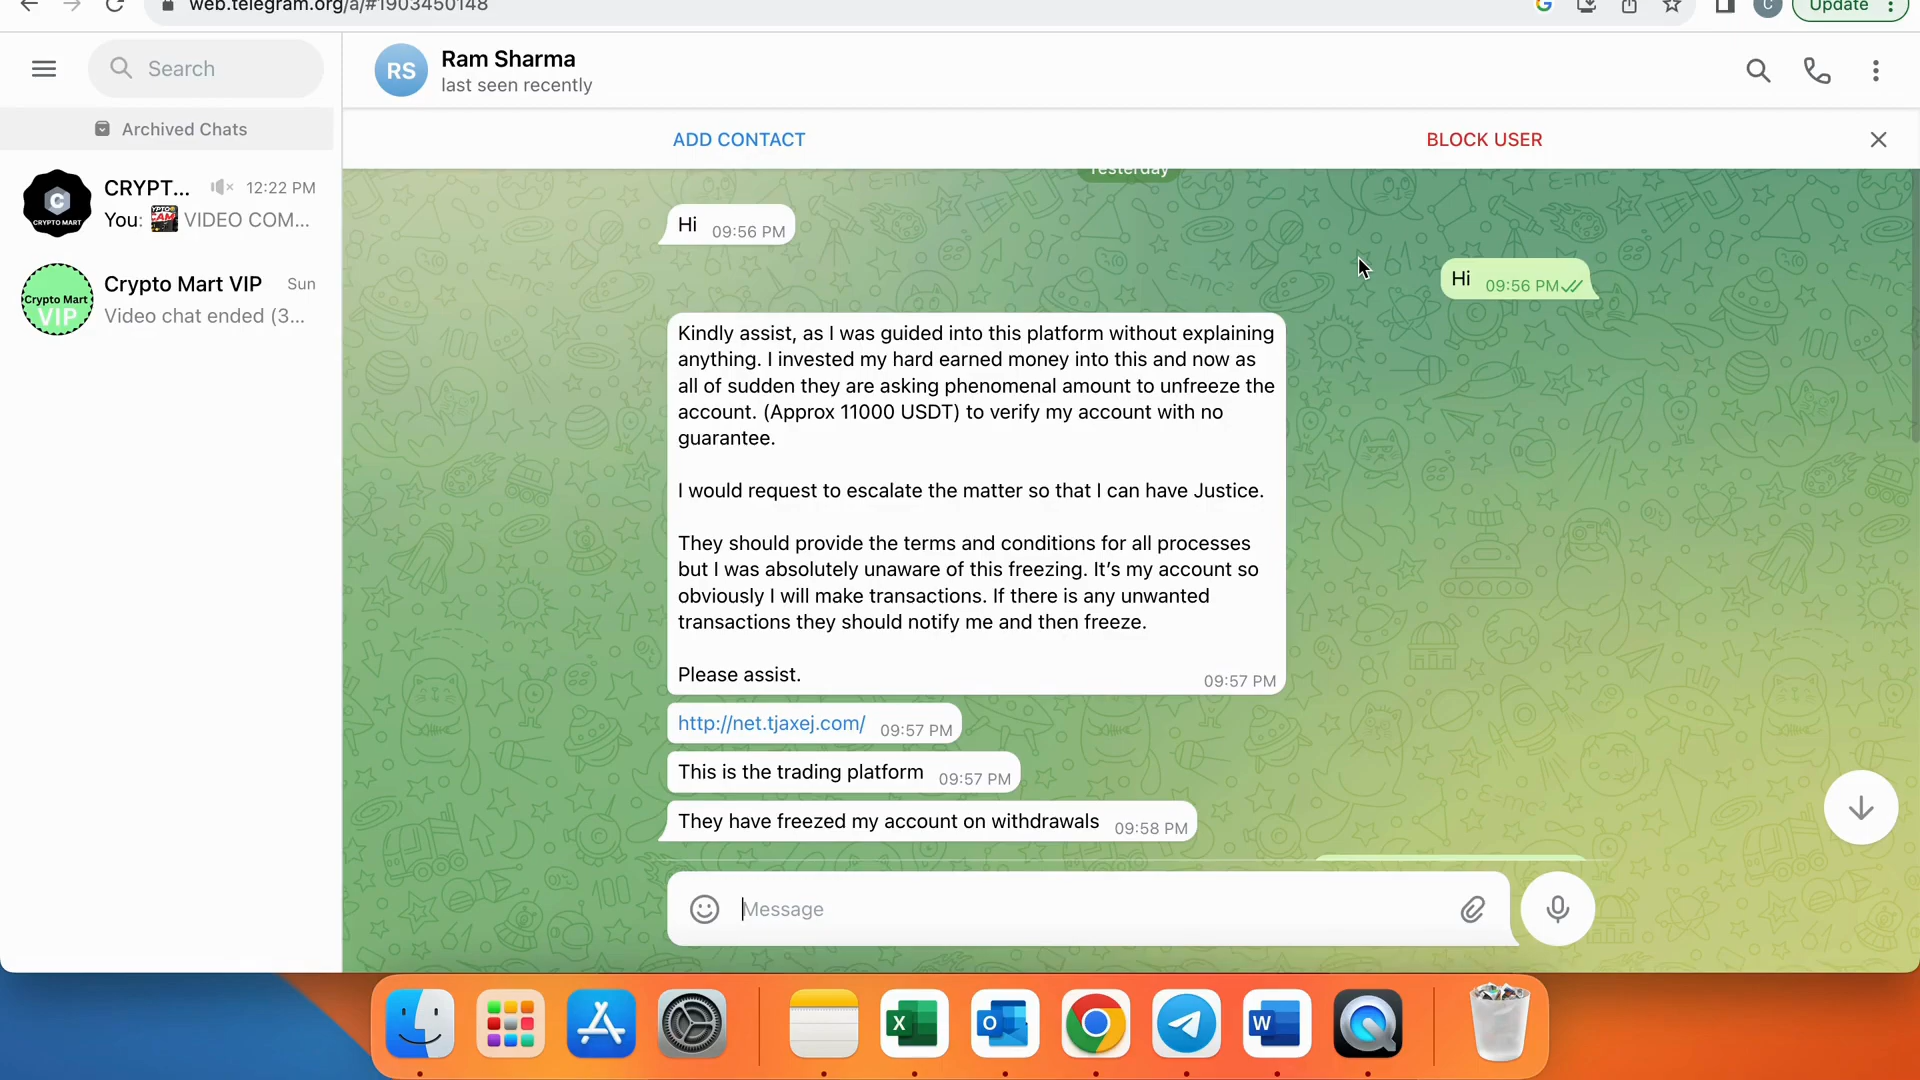 web.telegram.org/a/#1903450148
Update
Search
Archived Chats
CRYPT... 12:22 PM
You: VIDEO COM...
Crypto Mart VIP Sun
Video chat ended (3...
C
CRYPTO MART
Crypto Mart
VIP
RS
Ram Sharma
last seen recently
ADD CONTACT
BLOCK USER
Yesterday
Hi 09:56 PM
Hi 09:56 PM
Kindly assist, as I was guided into this platform without explaining
anything. I invested my hard earned money into this and now as
all of sudden they are asking phenomenal amount to unfreeze the
account. (Approx 11000 USDT) to verify my account with no
guarantee.
I would request to escalate the matter so that I can have Justice.
They should provide the terms and conditions for all processes
but I was absolutely unaware of this freezing. It's my account so
obviously I will make transactions. If there is any unwanted
transactions they should notify me and then freeze.
Please assist. 09:57 PM
http://net.tjaxej.com/ 09:57 PM
This is the trading platform 09:57 PM
They have freezed my account on withdrawals 09:58 PM
Message